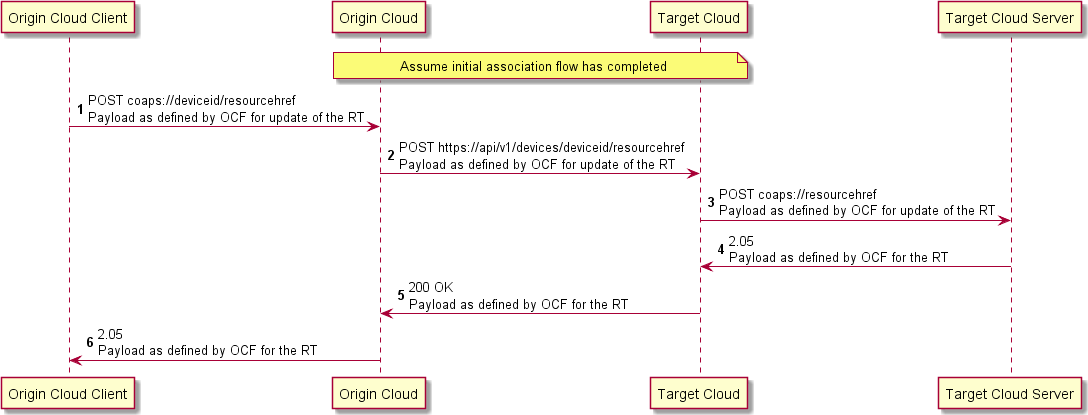 Origin Cloud Client
Origin Cloud
Target Cloud
Target Cloud Server
Assume initial association flow has completed
1 POST coaps://deviceid/resourcehref
Payload as defined by OCF for update of the RT
2 POST https://api/v1/devices/deviceid/resourcehref
Payload as defined by OCF for update of the RT
3 POST coaps://resourcehref
Payload as defined by OCF for update of the RT
4 2.05
Payload as defined by OCF for the RT
5 200 OK
Payload as defined by OCF for the RT
6 2.05
Payload as defined by OCF for the RT
Origin Cloud Client
Origin Cloud
Target Cloud
Target Cloud Server